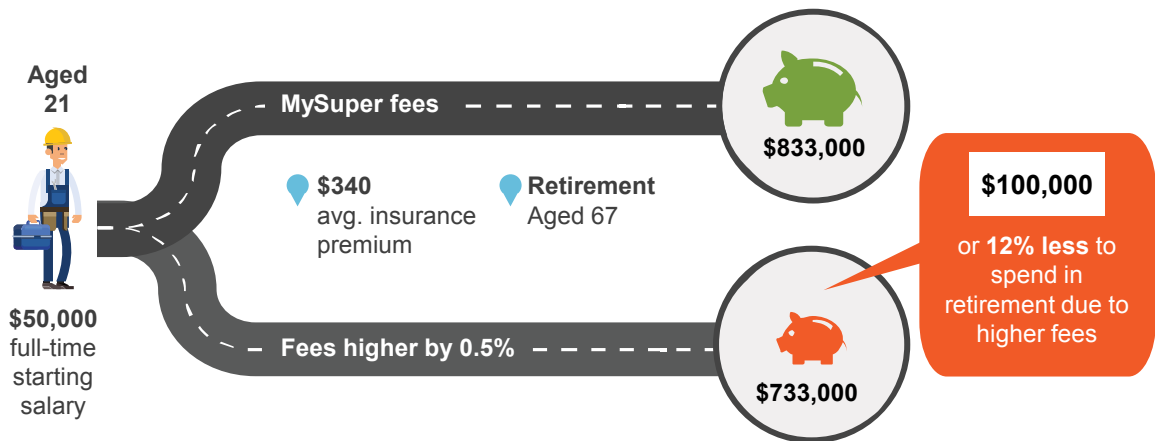 Aged
21
$50,000
full-time
starting
salary
MySuper fees
$340
avg. insurance
premium
Retirement
Aged 67
Fees higher by 0.5%
$833,000
$733,000
$100,000
or 12% less to
spend in
retirement due to
higher fees